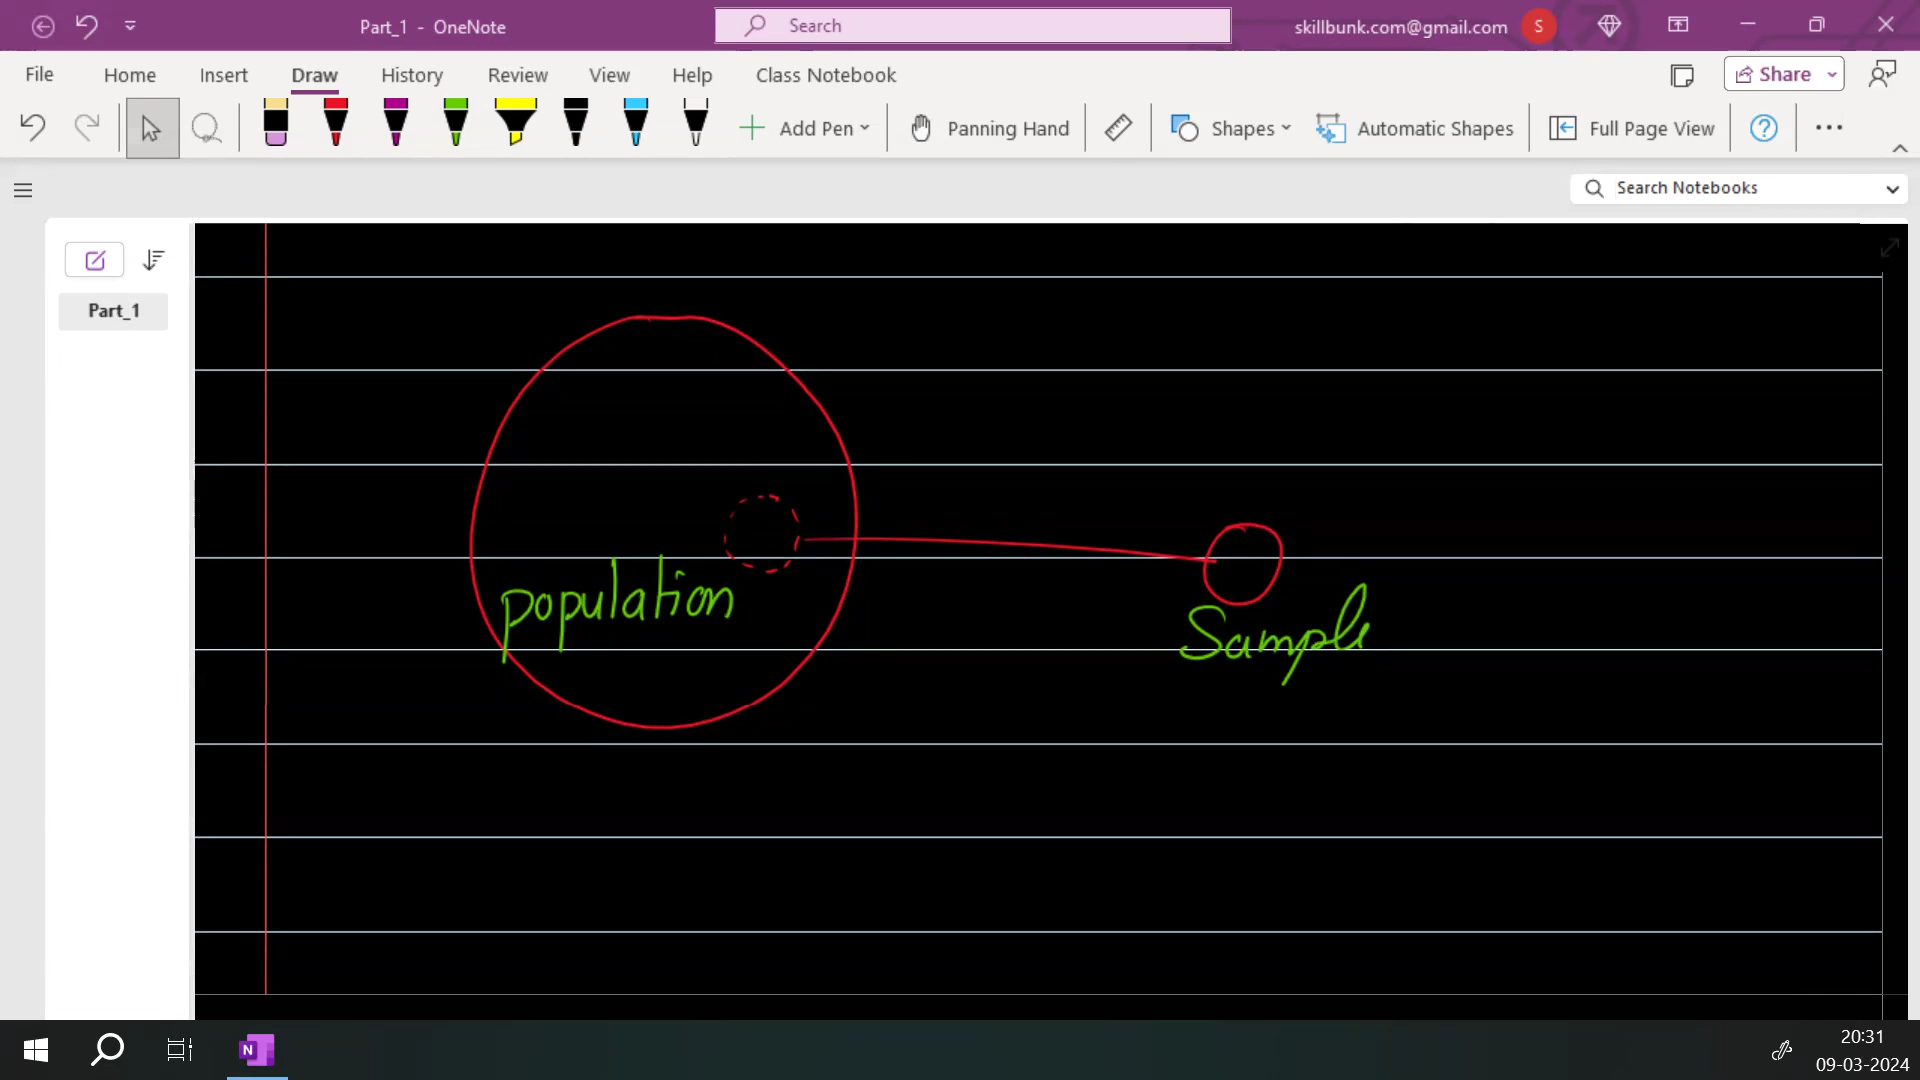 Part_1 - OneNote
Search
skillbunk.com@gmail.com
S
File
Home
Insert
Draw
History
Review
View
Help
Class Notebook
Share
Add Pen
Panning Hand
Shapes
Automatic Shapes
Full Page View
Search Notebooks
Part_1
population
Sample
N
20:31
09-03-2024